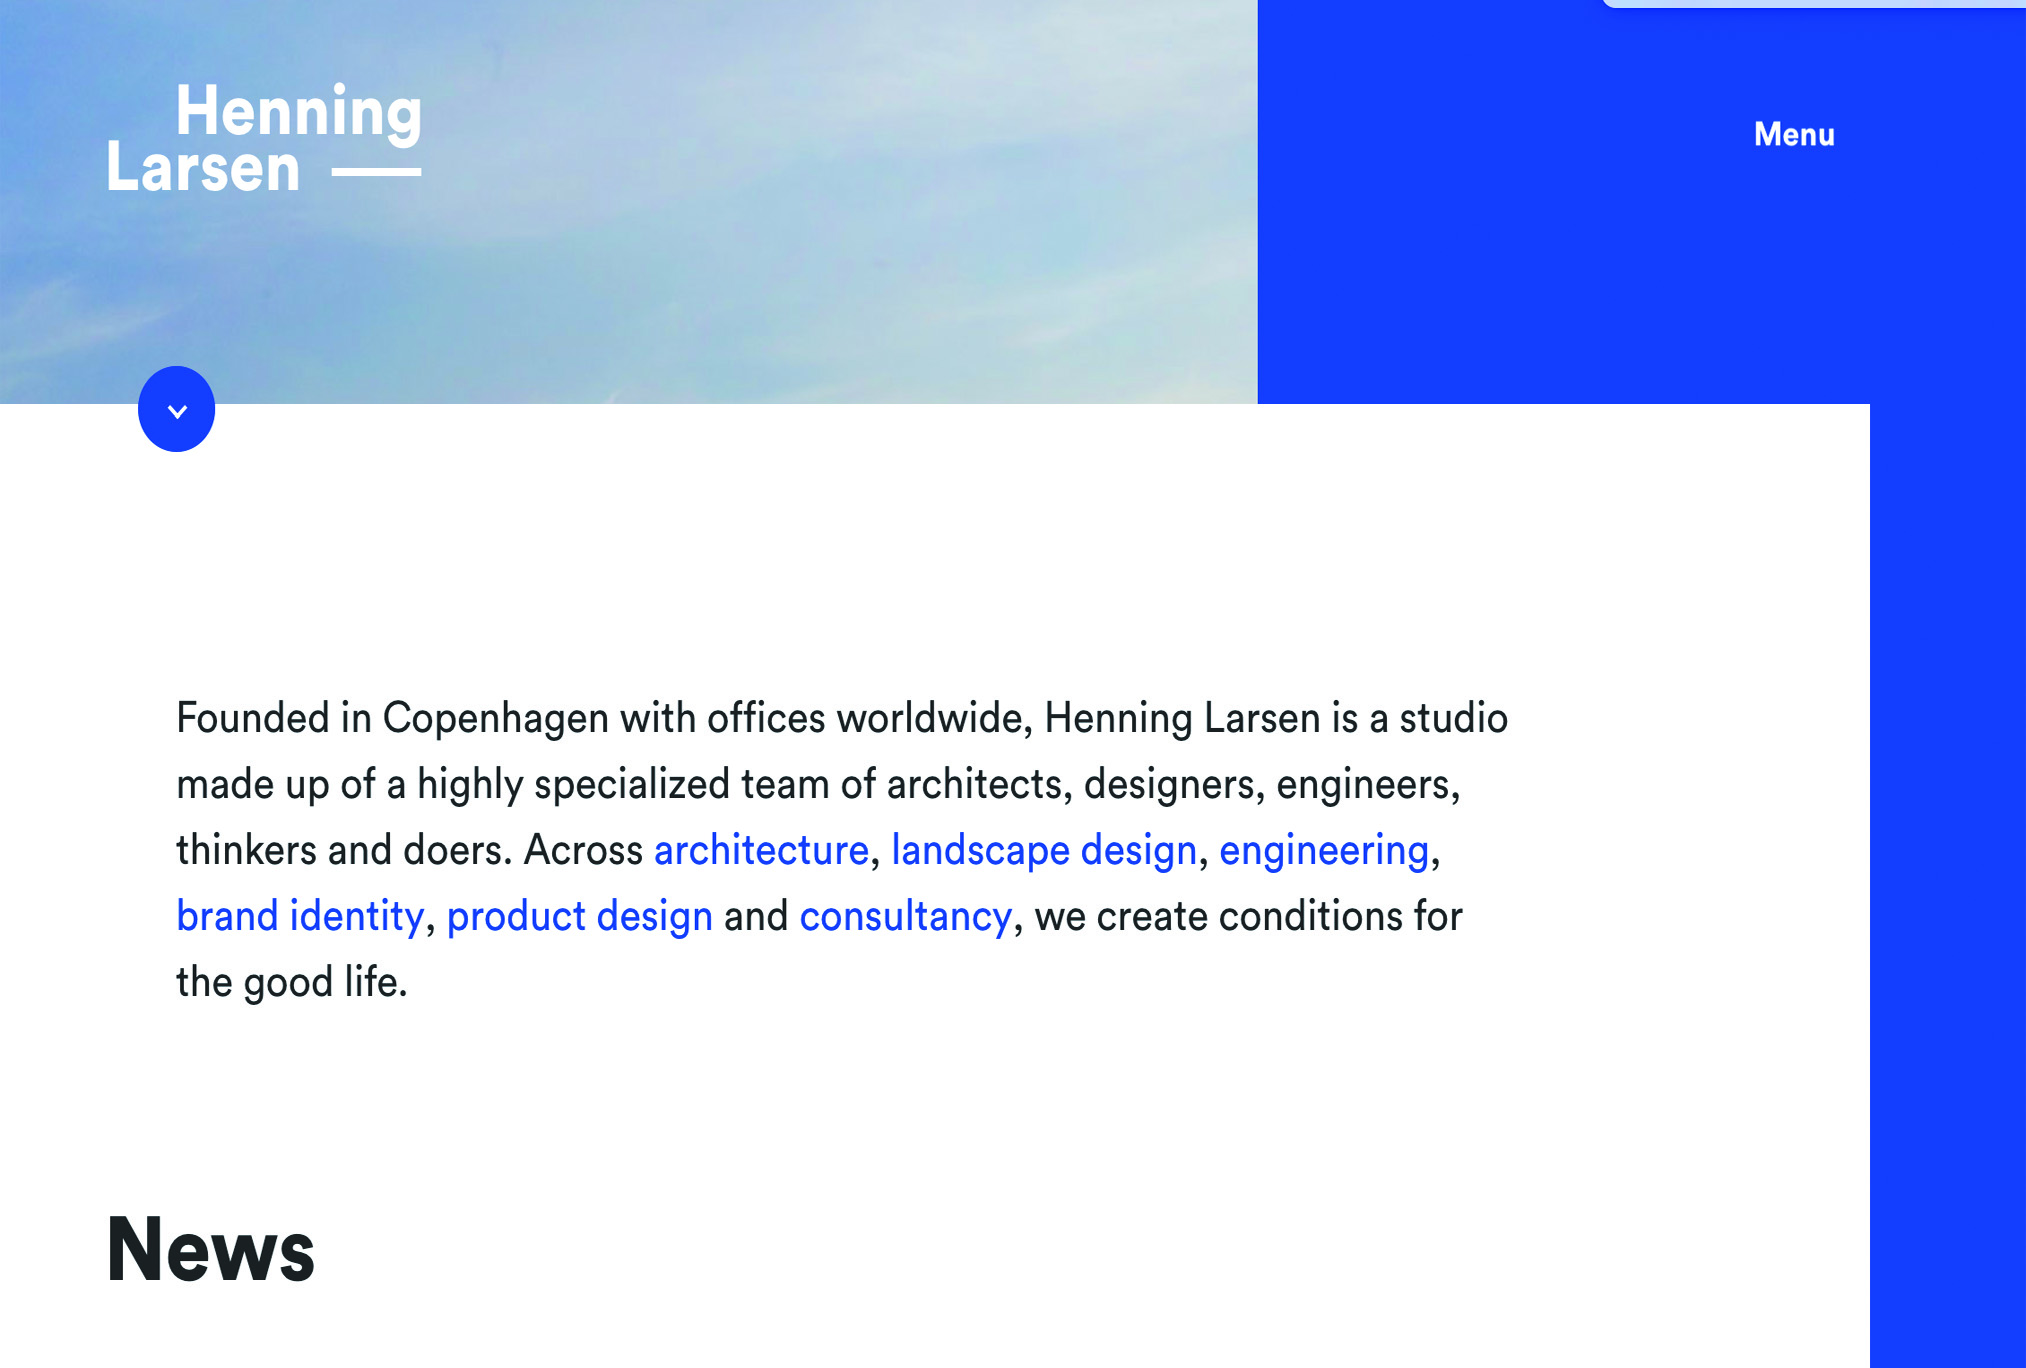 Henning
Larsen —
Menu
Founded in Copenhagen with offices worldwide, Henning Larsen is a studio
made up of a highly specialized team of architects, designers, engineers,
thinkers and doers. Across architecture, landscape design, engineering,
brand identity, product design and consultancy, we create conditions for
the good life.
News